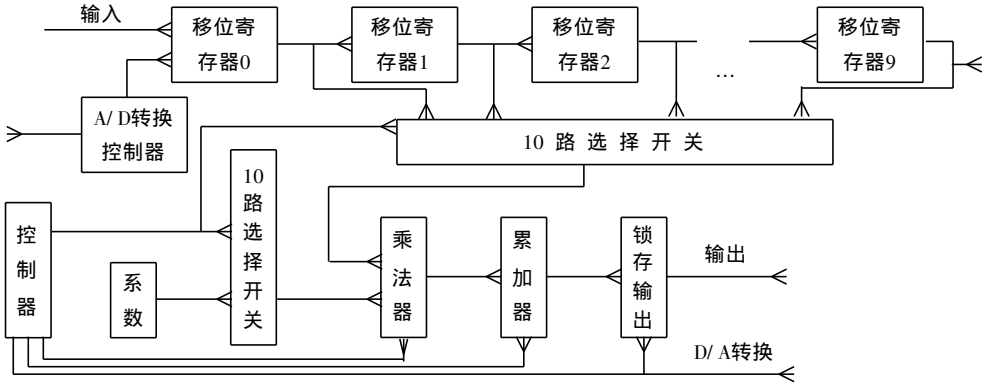 输入
移位寄
存器0
移位寄
存器1
移位寄
存器2
…
移位寄
存器9
A/D转换
控制器
10 路 选 择 开 关
控
制
器
系
数
10
路
选
择
开
关
乘
法
器
累
加
器
锁
存
输
出
输出
D/A转换